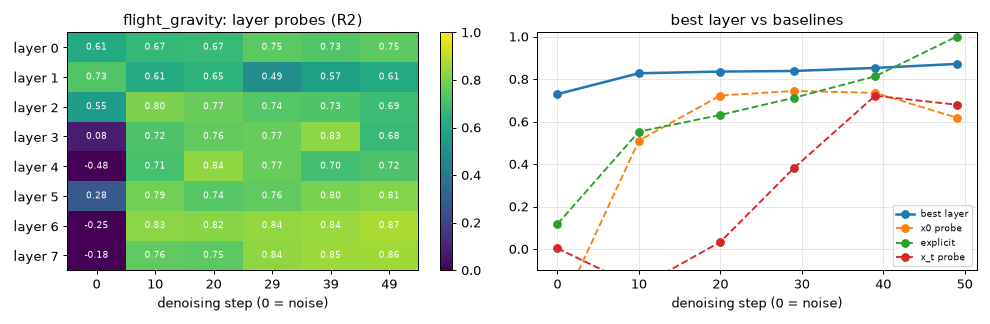 flight_gravity: layer probes (R2)
layer 0 0.61 0.67 0.67 0.75 0.73 0.75
layer 1 0.73 0.61 0.65 0.49 0.57 0.61
layer 2 0.55 0.80 0.77 0.74 0.73 0.69
layer 3 0.08 0.72 0.76 0.77 0.83 0.68
layer 4 -0.48 0.71 0.84 0.77 0.70 0.72
layer 5 0.28 0.79 0.74 0.76 0.80 0.81
layer 6 -0.25 0.83 0.82 0.84 0.84 0.87
layer 7 -0.18 0.76 0.75 0.84 0.85 0.86
0 10 20 29 39 49
denoising step (0 = noise)
1.0
0.8
0.6
0.4
0.2
0.0
best layer vs baselines
1.0
0.8
0.6
0.4
0.2
0.0
best layer
x0 probe
explicit
x_t probe
0 10 20 30 40 50
denoising step (0 = noise)